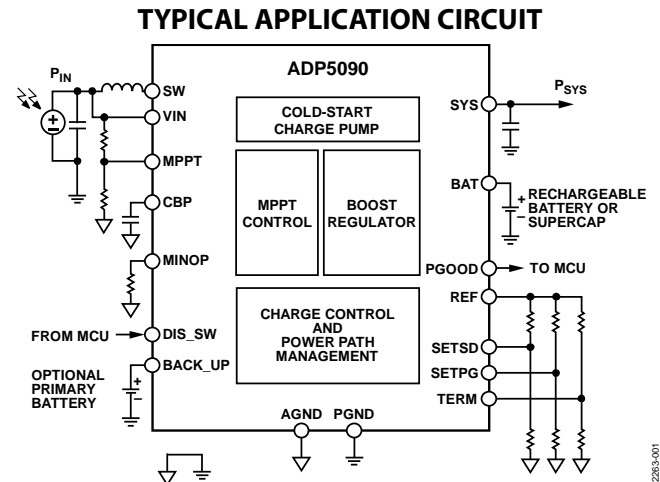 TYPICAL APPLICATION CIRCUIT
ADP5090
PIN
SW
VIN
MPPT
CBP
MINOP
FROM MCU
DIS_SW
BACK_UP
OPTIONAL
PRIMARY
BATTERY
COLD-START
CHARGE PUMP
MPPT
CONTROL
BOOST
REGULATOR
CHARGE CONTROL
AND
POWER PATH
MANAGEMENT
SYS
PSYS
BAT
+
–
RECHARGEABLE
BATTERY OR
SUPERCAP
PGOOD
TO MCU
REF
SETSD
SETPG
TERM
AGND PGND
2263-001